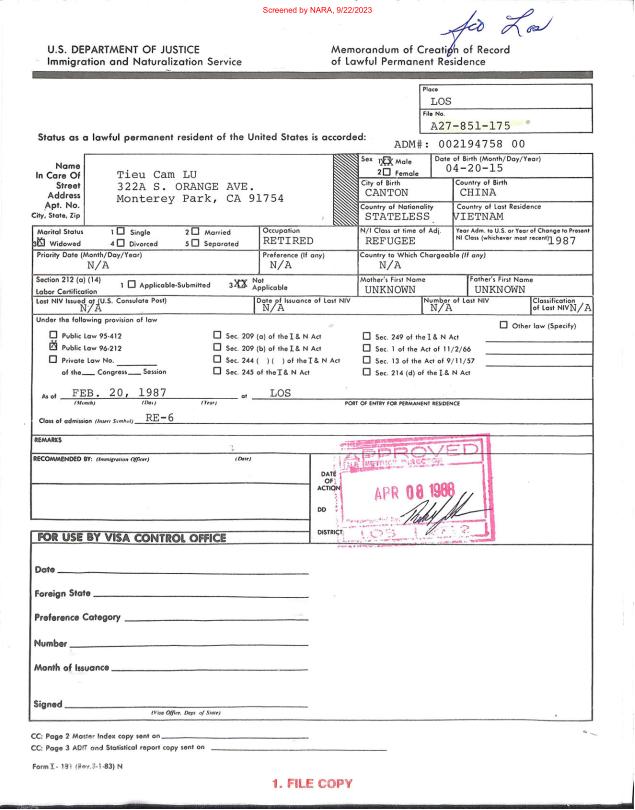 Screened by NARA, 9/22/2023
U.S. DEPARTMENT OF JUSTICE
Immigration and Naturalization Service
Memorandum of Creation of Record
of Lawful Permanent Residence
Place
LOS
File No.
A27-851-175
Status as a lawful permanent resident of the United States is accorded:
ADM#: 002194758 00
Name
In Care Of
Street
Address
Apt. No.
City, State, Zip
Tieu Cam LU
322A S. ORANGE AVE.
Monterey Park, CA 91754
Sex 1 Male
2 Female
Date of Birth (Month/Day/Year)
04-20-15
City of Birth
CANTON
Country of Birth
CHINA
Country of Nationality
STATELESS
Country of Last Residence
VIETNAM
Marital Status 1 Single 2 Married
3 Widowed 4 Divorced 5 Separated
Occupation
RETIRED
N/I Class at time of Adj.
REFUGEE
Year Adm. to U.S. or Year of Change to Present
NI Class (whichever most recent) 1987
Priority Date (Month/Day/Year)
N/A
Preference (If any)
N/A
Country to Which Chargeable (If any)
N/A
Section 212 (a) (14)
Labor Certification
1 Applicable-Submitted 3 Not Applicable
Mother's First Name
UNKNOWN
Father's First Name
UNKNOWN
Last NIV Issued at (U.S. Consulate Post)
N/A
Date of Issuance of Last NIV
N/A
Number of Last NIV
N/A
Classification
of last NIV N/A
Under the following provision of law
Other law (Specify)
Public Law 95-412 Sec. 209 (a) of the I & N Act Sec. 249 of I & N Act
Public Law 96-212 Sec. 209 (b) of the I & N Act Sec. 1 of the Act of 11/2/66
Private Law No. Sec. 244 ( ) ( ) of I & N Act Sec. 13 of Act of 9/11/57
of the Congress, Session Sec. 245 of the I & N Act Sec. 214 (d) of I & N Act
As of FEB. 20, 1987 at LOS
(Month) (Day) (Year) PORT OF ENTRY FOR PERMANENT RESIDENCE
Class of admission (Insert Symbol) RE-6
REMARKS
RECOMMENDED BY: (Immigration Officer) (Date)
DATE
OF
ACTION
DD
DISTRICT
APPROVED
APR 08 1988
FOR USE BY VISA CONTROL OFFICE
Date
Foreign State
Preference Category
Number
Month of Issuance
Signed
(Visa Office, Dept. of State)
CC: Page 2 Master Index copy sent on
CC: Page 3 ADIT and Statistical report copy sent on
Form I - 181 (Rev. 3-1-83) N
1. FILE COPY